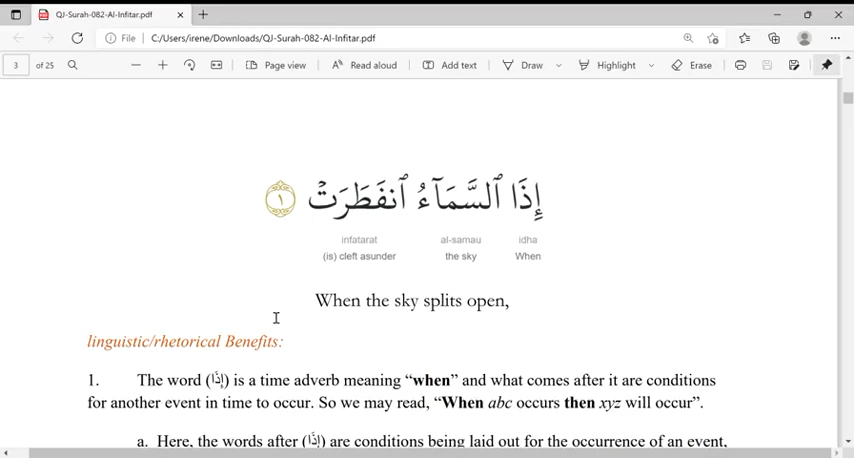 QJ-Surah-082-Al-Infitar.pdf
File C:/Users/irene/Downloads/QJ-Surah-082-Al-Infitar.pdf
3 of 25 Page view Read aloud Add text Draw Highlight Erase
إِذَا ٱلسَّمَآءُ ٱنفَطَرَتْ ١
infatarat al-samau idha
(is) cleft asunder the sky When
When the sky splits open,
linguistic/rhetorical Benefits:
1. The word (إِذَا) is a time adverb meaning “when” and what comes after it are conditions
for another event in time to occur. So we may read, “When abc occurs then xyz will occur”.
a. Here, the words after (إِذَا) are conditions being laid out for the occurrence of an event,